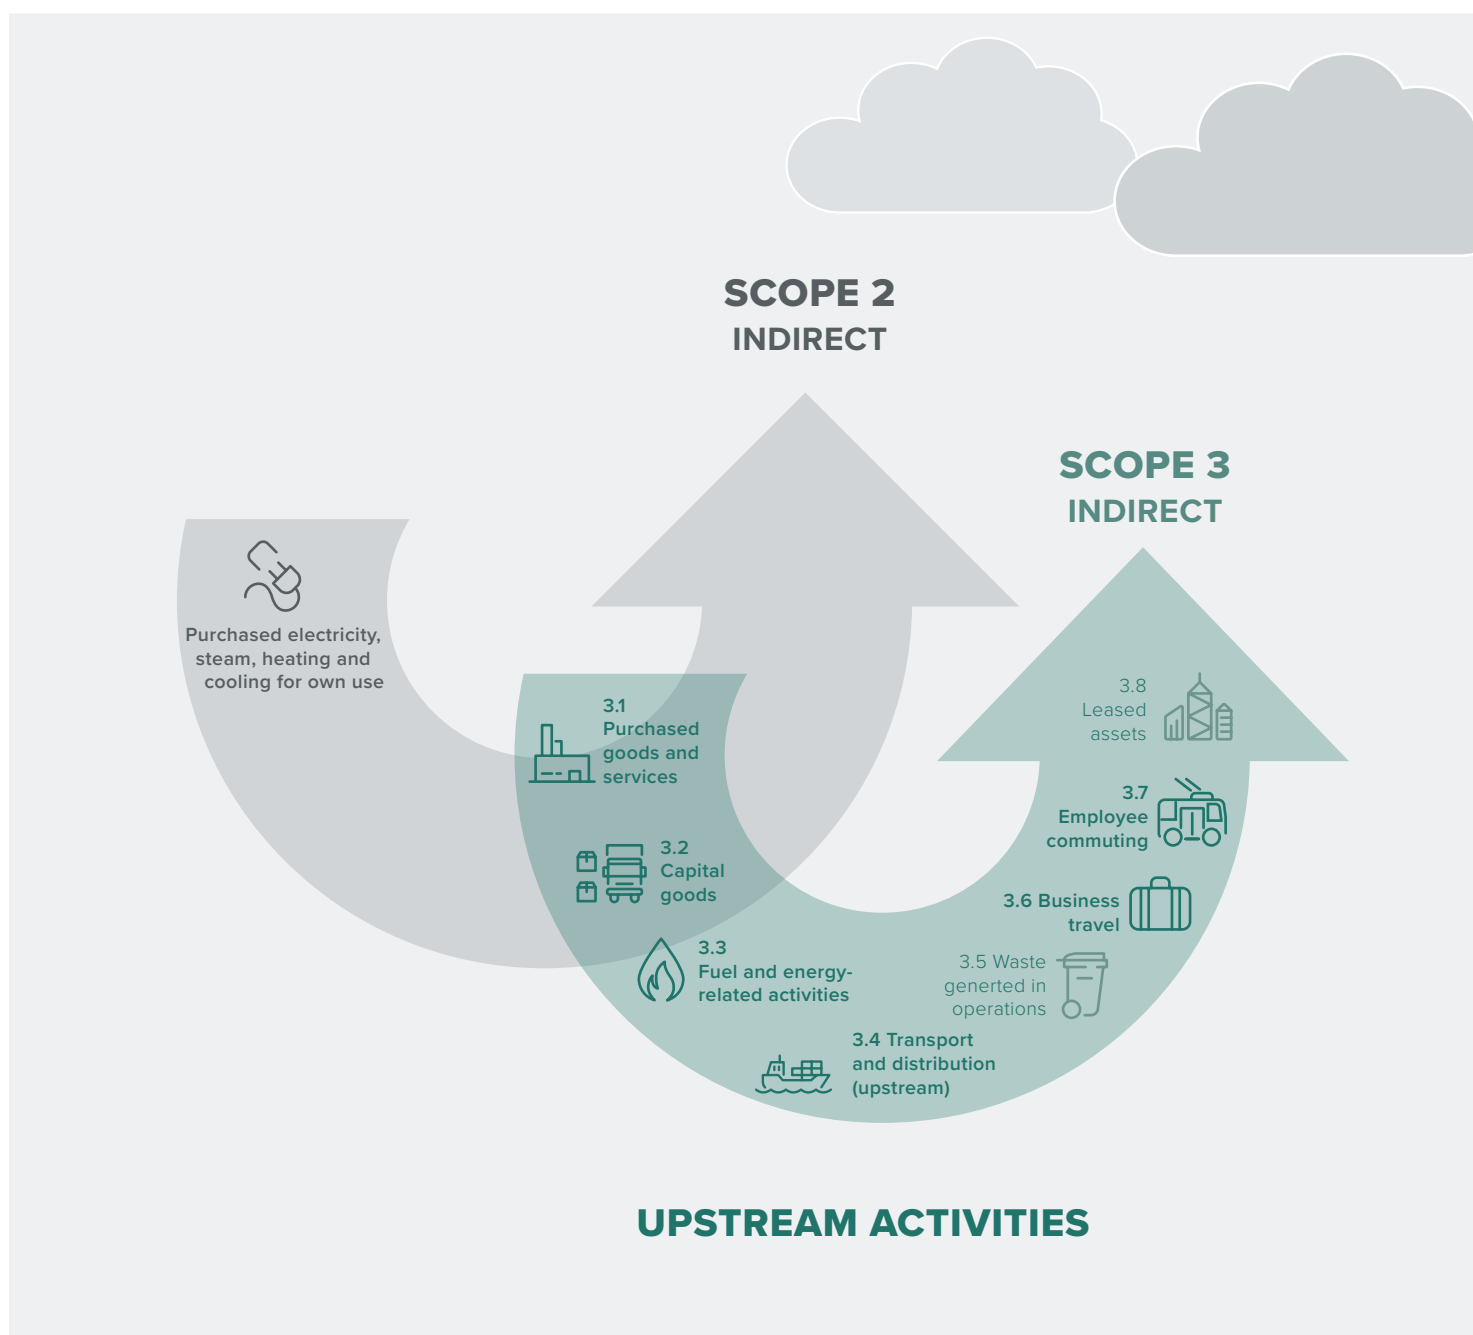 SCOPE 2
INDIRECT
SCOPE 3
INDIRECT
Purchased electricity,
steam, heating and
cooling for own use
3.1
Purchased
goods and
services
3.2
Capital
goods
3.3
Fuel and energy-
related activities
3.4 Transport
and distribution
(upstream)
3.5 Waste
generted in
operations
3.6 Business
travel
3.7
Employee
commuting
3.8
Leased
assets
UPSTREAM ACTIVITIES